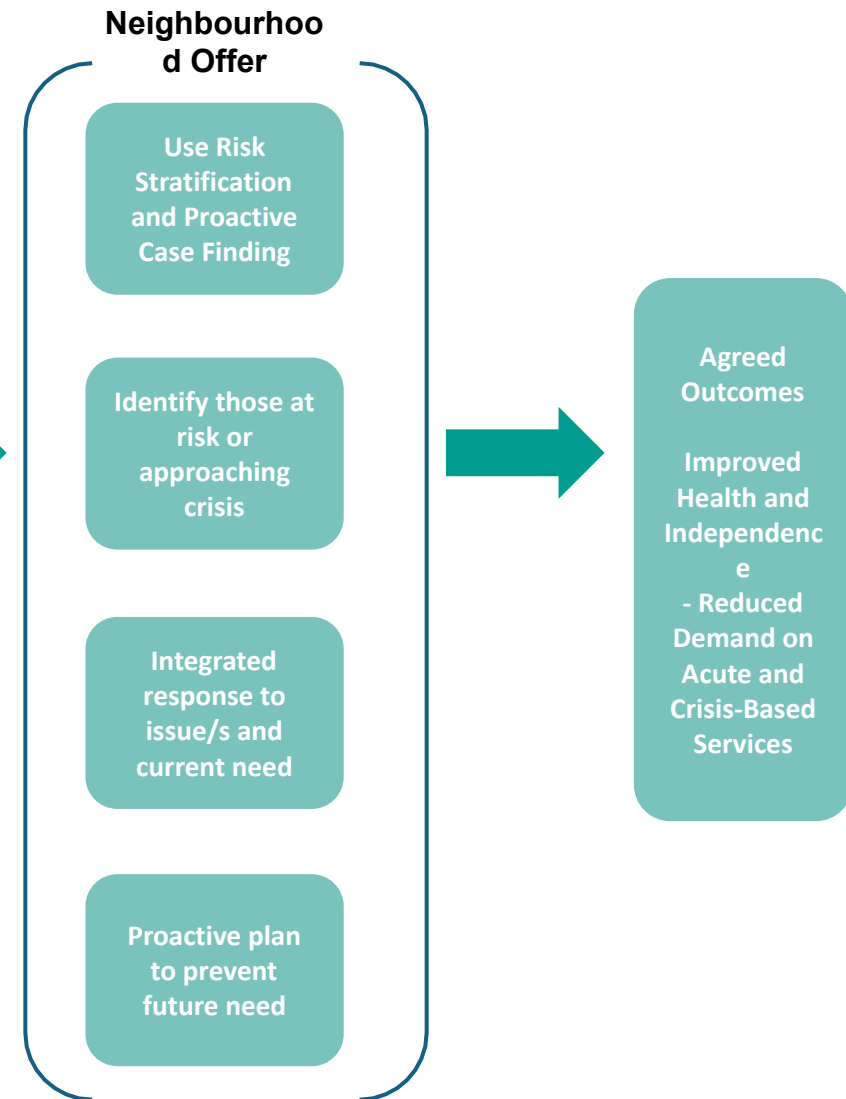 Neighbourhoo
d Offer
Use Risk
Stratification
and Proactive
Case Finding
Identify those at
risk or
approaching
crisis
Integrated
response to
issue/s and
current need
Proactive plan
to prevent
future need
Agreed
Outcomes
Improved
Health and
Independenc
e
- Reduced
Demand on
Acute and
Crisis-Based
Services